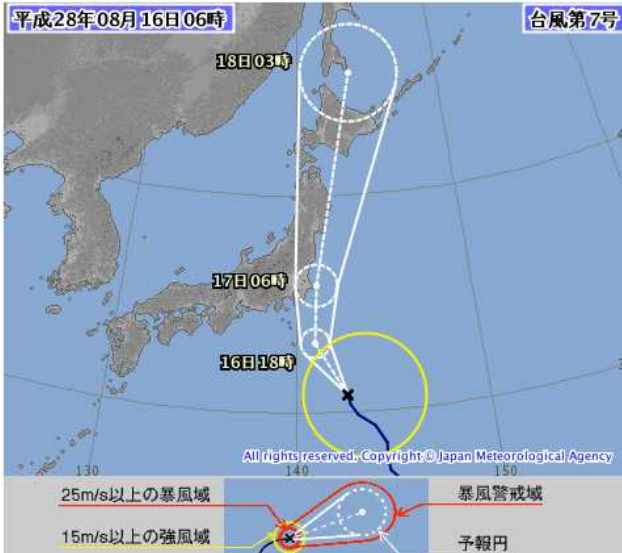 平成28年08月16日06時
台風第7号
18日03時
17日06時
16日18時
All rights reserved. Copyright © Japan Meteorological Agency
130
140
150
25m/s以上の暴風域
暴風警戒域
15m/s以上の強風域
予報円